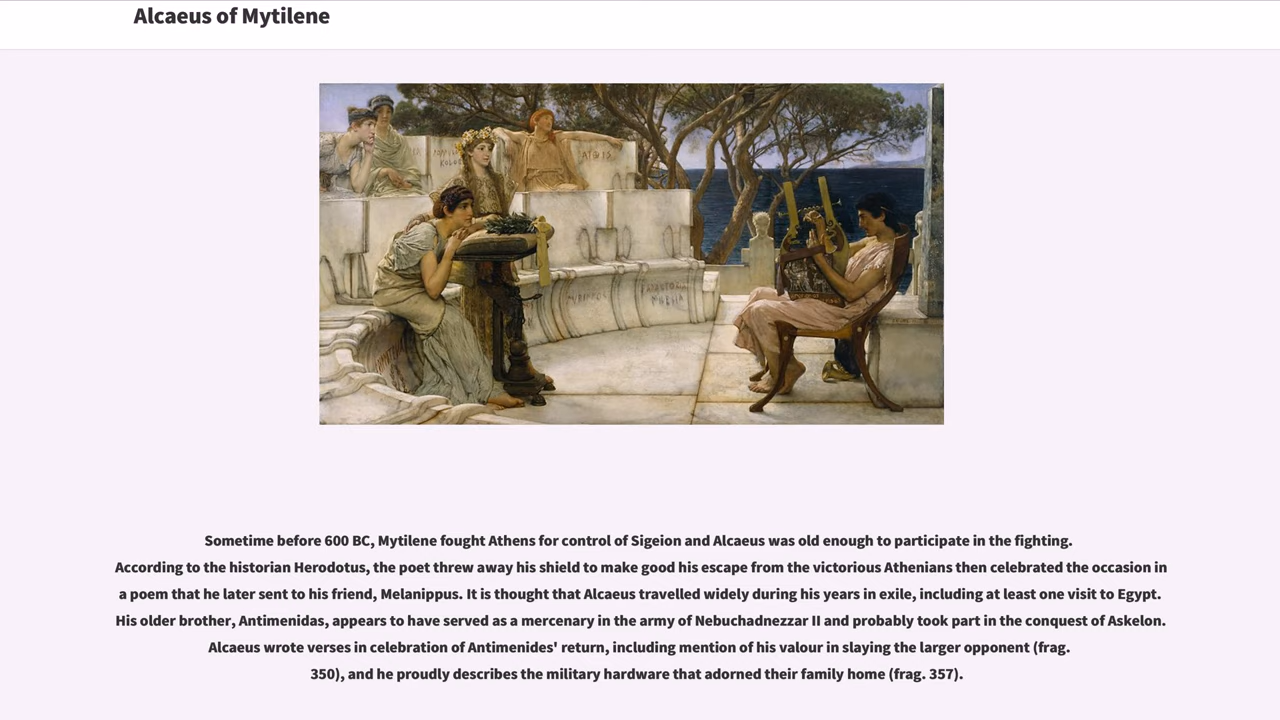 Alcaeus of Mytilene
Sometime before 600 BC, Mytilene fought Athens for control of Sigeion and Alcaeus was old enough to participate in the fighting.
According to the historian Herodotus, the poet threw away his shield to make good his escape from the victorious Athenians then celebrated the occasion in
a poem that he later sent to his friend, Melanippus. It is thought that Alcaeus travelled widely during his years in exile, including at least one visit to Egypt.
His older brother, Antimenidas, appears to have served as a mercenary in the army of Nebuchadnezzar II and probably took part in the conquest of Askelon.
Alcaeus wrote verses in celebration of Antimenides' return, including mention of his valour in slaying the larger opponent (frag.
350), and he proudly describes the military hardware that adorned their family home (frag. 357).